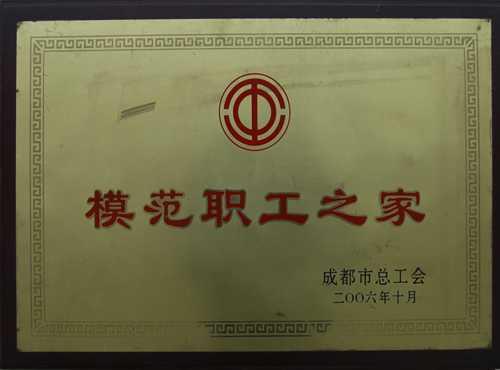 模范职工之家
成都市总工会
二〇〇六年十月